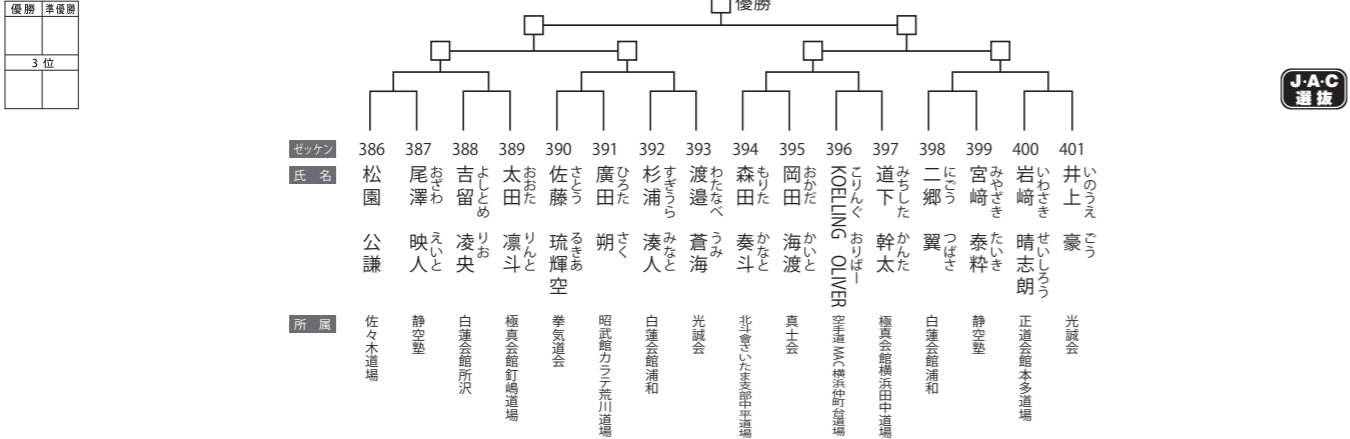 優勝 準優勝
3 位
優勝
J·A·C
選抜
ゼッケン 386 387 388 389 390 391 392 393 394 395 396 397 398 399 400 401
氏 名
松園 公謙
尾澤 映人
おざわ えいと
吉留 凌央
よしとめ りお
太田 凛斗
おおた りんと
佐藤 琉輝空
さとう るきあ
廣田 朔
ひろた さく
杉浦 湊人
すぎうら みなと
渡邉 蒼海
わたなべ うみ
森田 奏斗
もりた かなと
岡田 海渡
おかだ かいと
KOELLING OLIVER
こりんぐ おりばー
道下 幹太
みちした かんた
二郷 翼
にごう つばさ
宮﨑 泰粋
みやざき たいき
岩﨑 晴志朗
いわさき せいしろう
井上 豪
いのうえ ごう
所 属
佐々木道場
静空塾
白蓮会館所沢
極真会館釘嶋道場
拳気道会
昭武館カラテ荒川道場
白蓮会館浦和
光誠会
北斗會さいたま支部中平道場
真士会
空手道 MAC 横浜仲町台道場
極真会館横浜田中道場
白蓮会館浦和
静空塾
正道会館本多道場
光誠会